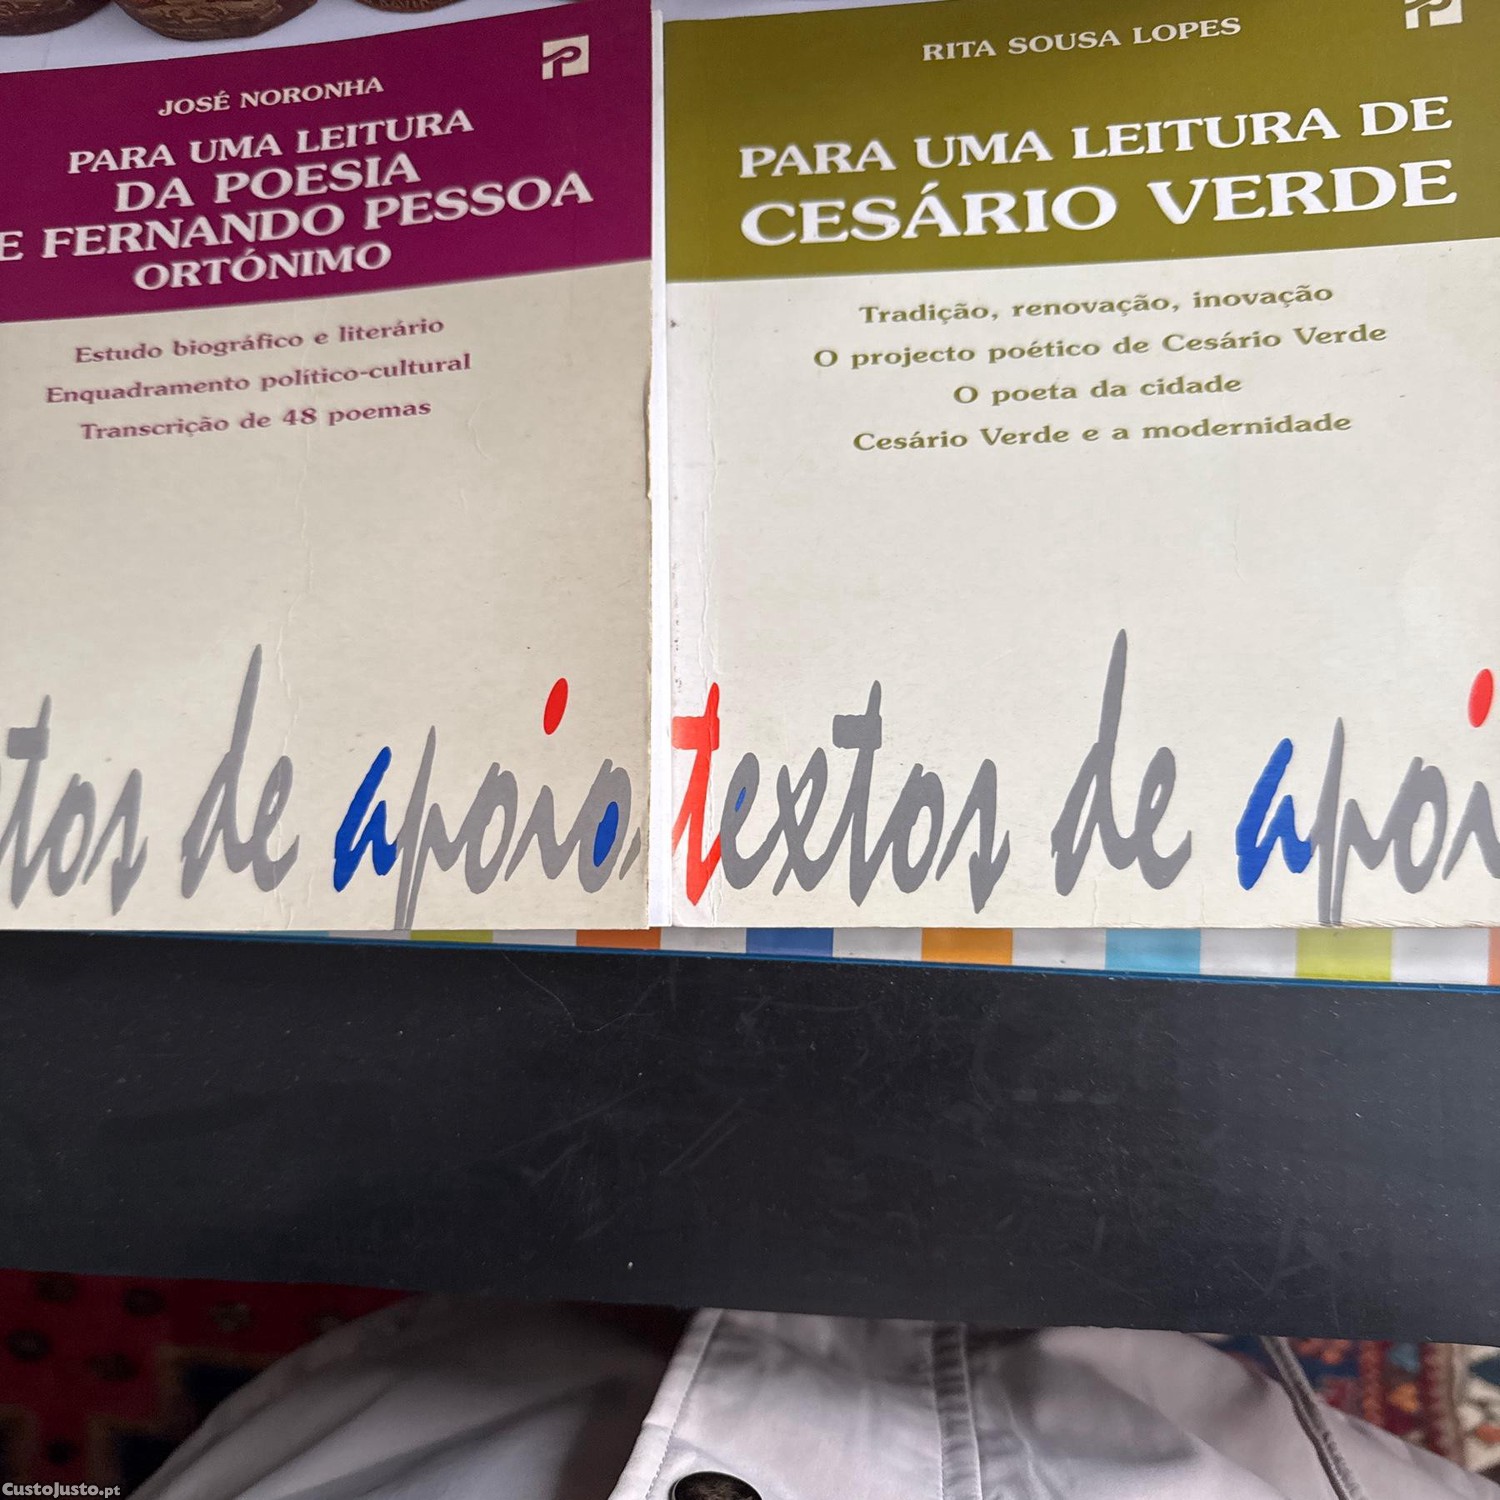 JOSÉ NORONHA
PARA UMA LEITURA
DA POESIA
E FERNANDO PESSOA
ORTÓNIMO
Estudo biográfico e literário
Enquadramento político-cultural
Transcrição de 48 poemas
tos de apoio
RITA SOUSA LOPES
PARA UMA LEITURA DE
CESÁRIO VERDE
Tradição, renovação, inovação
O projecto poético de Cesário Verde
O poeta da cidade
Cesário Verde e a modernidade
textos de apoi
CustoJusto.pt